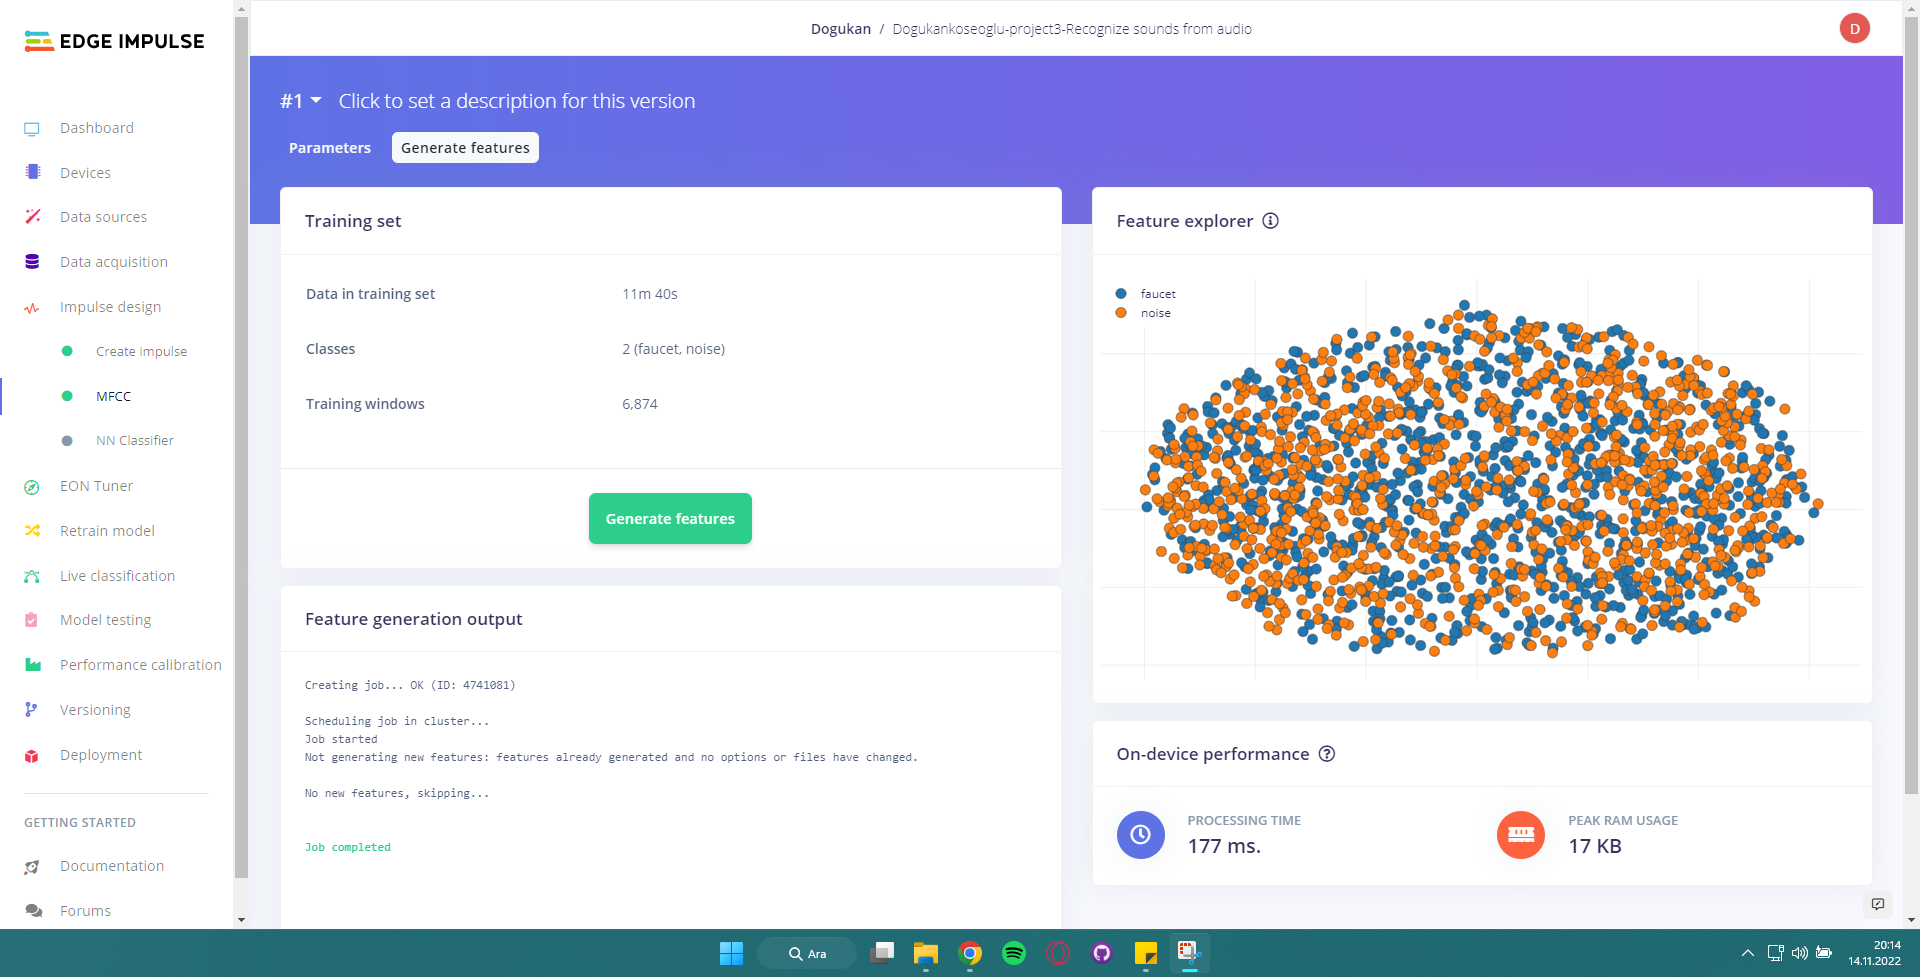 EDGE IMPULSE
Dogukan / Dogukankoseoglu-project3-Recognize sounds from audio
D
#1 Click to set a description for this version
Parameters
Generate features
Dashboard
Devices
Data sources
Data acquisition
Impulse design
Create impulse
MFCC
NN Classifier
EON Tuner
Retrain model
Live classification
Model testing
Performance calibration
Versioning
Deployment
GETTING STARTED
Documentation
Forums
Training set
Data in training set 11m 40s
Classes 2 (faucet, noise)
Training windows 6,874
Generate features
Feature generation output
Creating job... OK (ID: 4741081)
Scheduling job in cluster...
Job started
Not generating new features: features already generated and no options or files have changed.
No new features, skipping...
Job completed
Feature explorer
faucet
noise
On-device performance
PROCESSING TIME
177 ms.
PEAK RAM USAGE
17 KB
Ara
20:14
14.11.2022